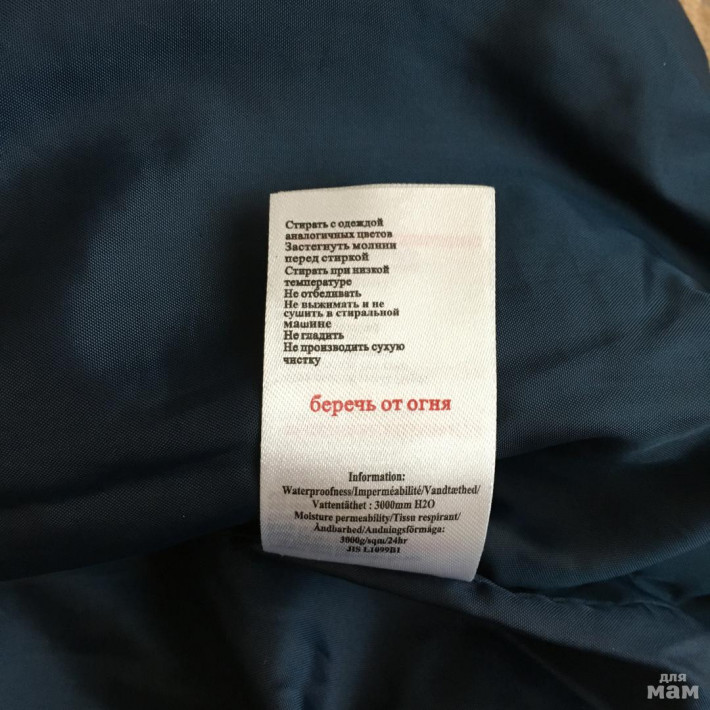 Стирать с одеждой
аналогичных цветов
Застегнуть молнии
перед стиркой
Стирать при низкой
температуре
Не отбеливать
Не выжимать и не
сушить в стиральной
машине
Не гладить
Не производить сухую
чистку
беречь от огня
Information:
Waterproofness/Imperméabilité/Vandtæthed/
Vattentäthet : 3000mm H2O
Moisture permeability/Tissu respirant/
Åndbarhed/Andningsförmåga:
3000g/sqm/24hr
JIS L1099B1
для
мам